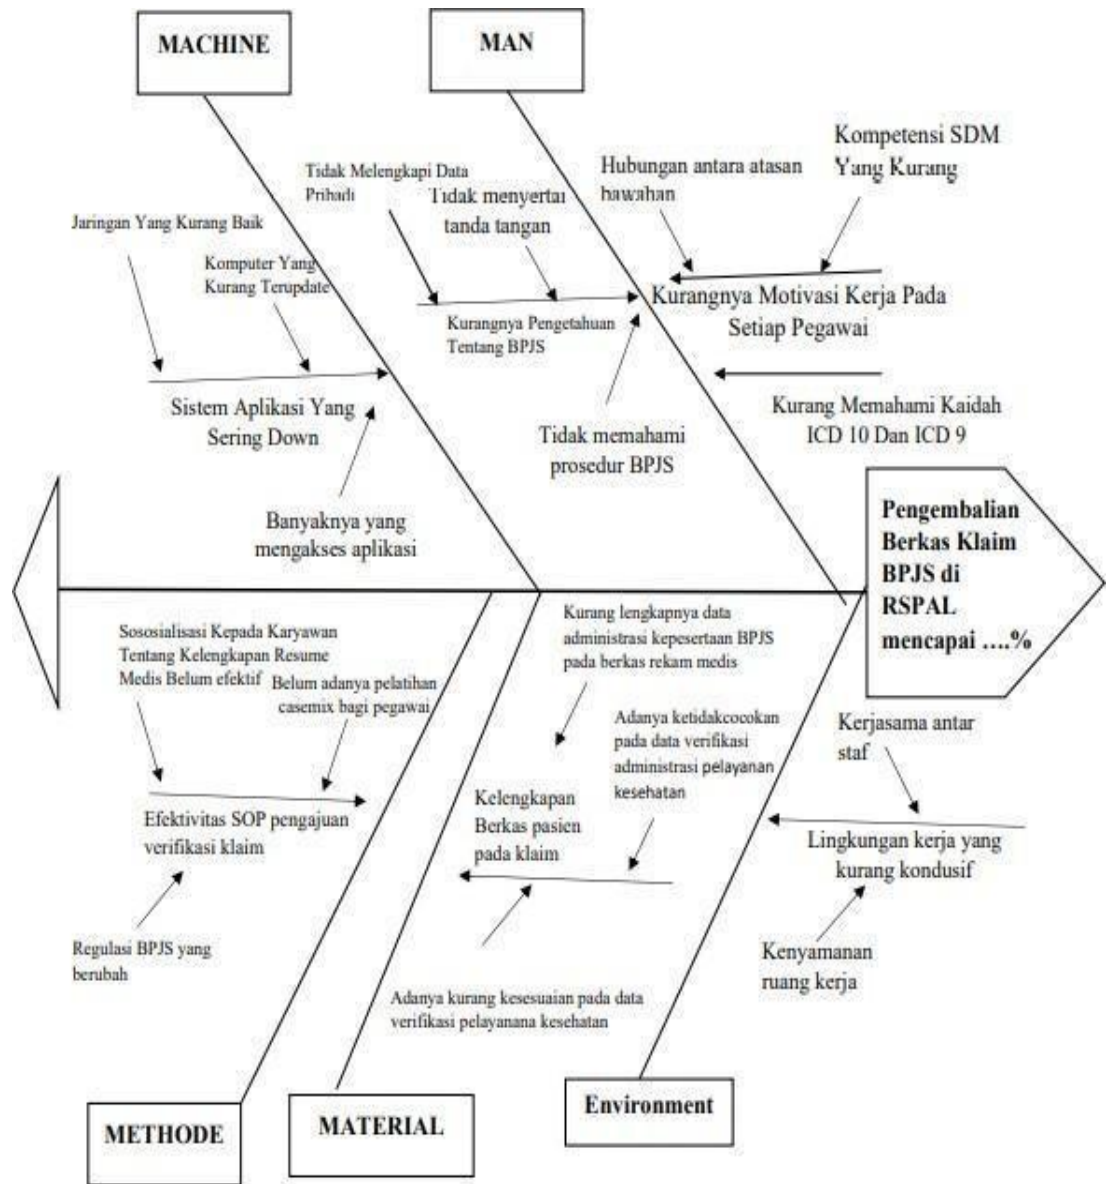 MACHINE
MAN
Kompetensi SDM
Yang Kurang
Hubungan antara atasan
bawahan
Tidak Melengkapi Data
Pribadi
Tidak menyertai
tanda tangan
Jaringan Yang Kurang Baik
Komputer Yang
Kurang Terupdate
Kurangnya Motivasi Kerja Pada
Setiap Pegawai
Kurangnya Pengetahuan
Tentang BPJS
Sistem Aplikasi Yang
Sering Down
Kurang Memahami Kaidah
ICD 10 Dan ICD 9
Tidak memahami
prosedur BPJS
Banyaknya yang
mengakses aplikasi
Pengembalian
Berkas Klaim
BPJS di
RSPAL
mencapai ….%
Sososialisasi Kepada Karyawan
Tentang Kelengkapan Resume
Medis Belum efektif
Belum adanya pelatihan
casemix bagi pegawai
Kurang lengkapnya data
administrasi kepesertaan BPJS
pada berkas rekam medis
Adanya ketidakcocokan
pada data verifikasi
administrasi pelayanan
kesehatan
Kerjasama antar
staf
Efektivitas SOP pengajuan
verifikasi klaim
Kelengkapan
Berkas pasien
pada klaim
Lingkungan kerja yang
kurang kondusif
Regulasi BPJS yang
berubah
Kenyamanan
ruang kerja
Adanya kurang kesesuaian pada data
verifikasi pelayanana kesehatan
METHODE
MATERIAL
Environment